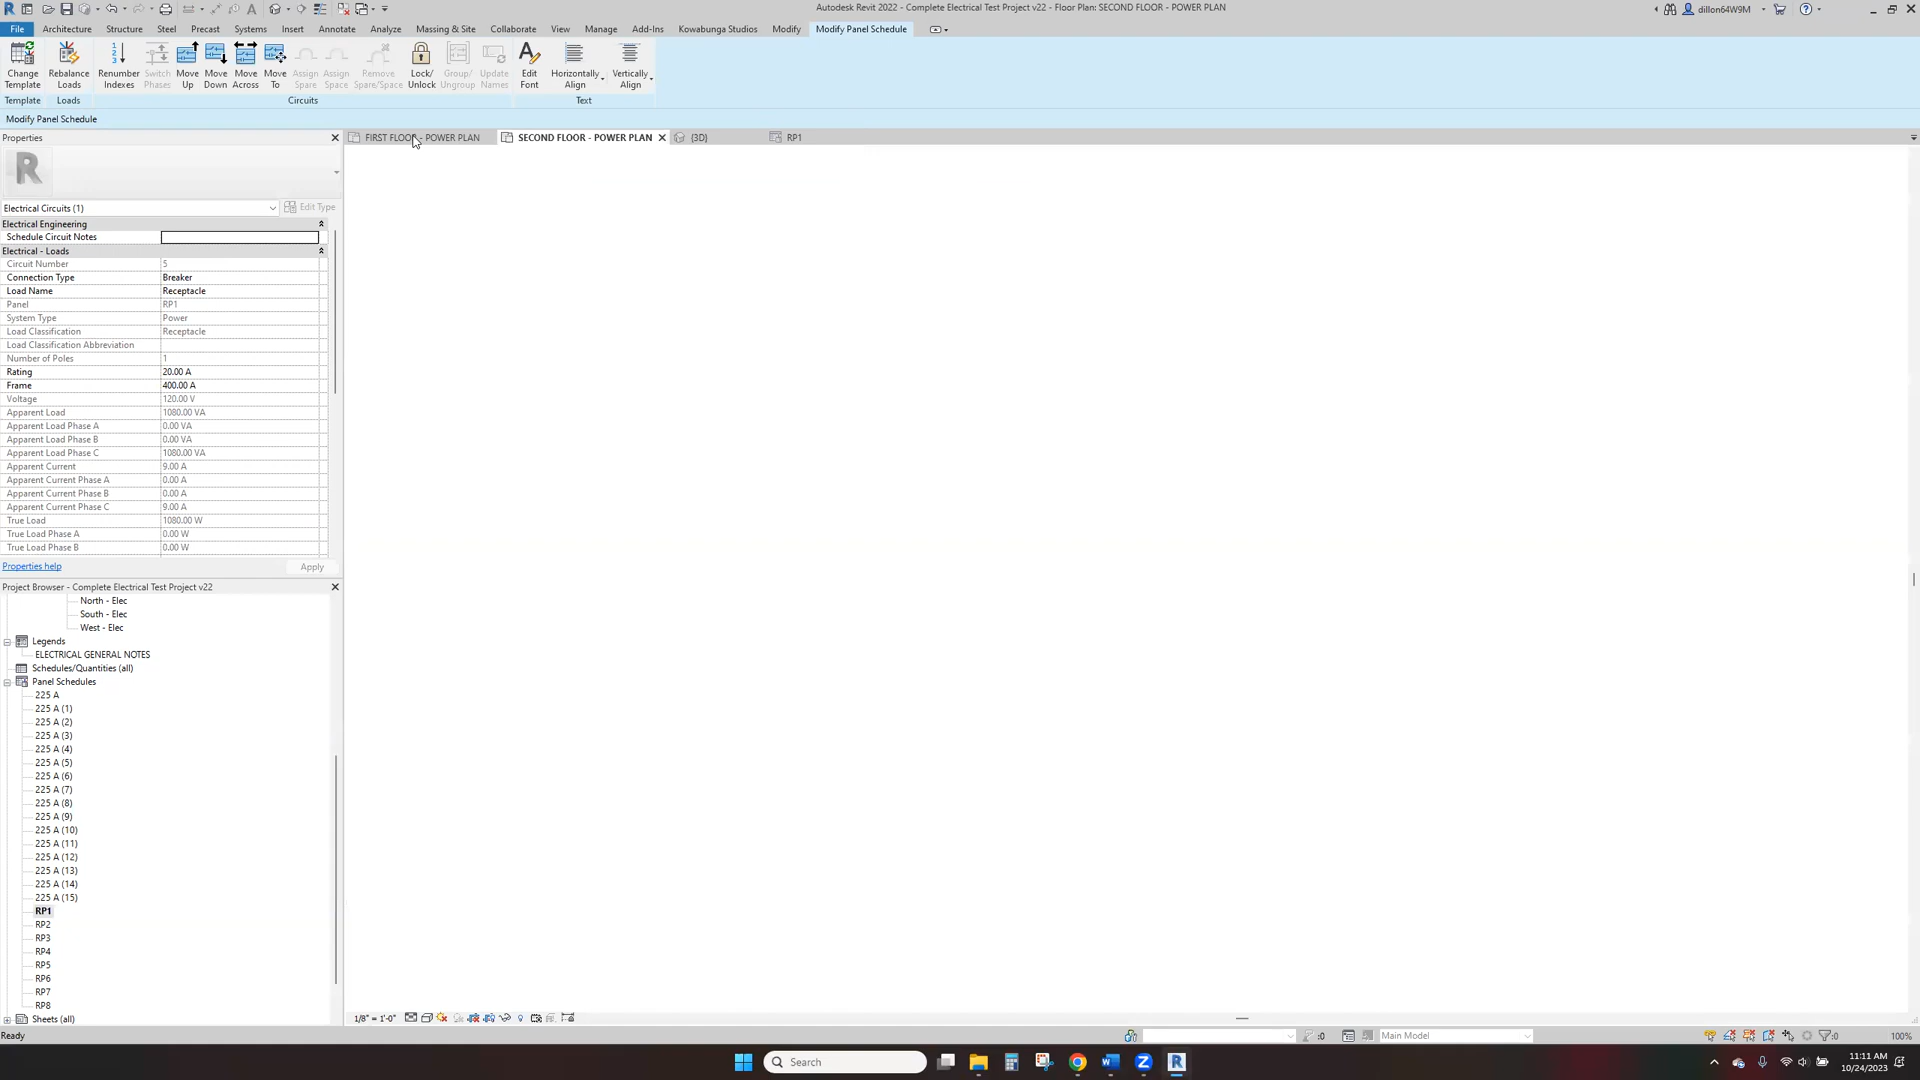 Autodesk Revit 2022 - Complete Electrical Test Project v22 - Floor Plan: SECOND FLOOR - POWER PLAN
dillon64W9M
File Architecture Structure Steel Precast Systems Insert Annotate Analyze Massing & Site Collaborate View Manage Add-Ins Kowabunga Studios Modify Modify Panel Schedule
Change Template Rebalance Loads Renumber Indexes Switch Phases Move Up Move Down Move Across Move To Assign Spare Assign Space Remove Spare/Space Lock/ Unlock Group/ Ungroup Update Names Edit Font Horizontally Align Vertically Align
Template Loads Circuits Text
Modify Panel Schedule
Properties FIRST FLOOR - POWER PLAN SECOND FLOOR - POWER PLAN {3D} RP1
Electrical Circuits (1) Edit Type
Electrical Engineering
Schedule Circuit Notes
Electrical - Loads
Circuit Number 5
Connection Type Breaker
Load Name Receptacle
Panel RP1
System Type Power
Load Classification Receptacle
Load Classification Abbreviation
Number of Poles 1
Rating 20.00 A
Frame 400.00 A
Voltage 120.00 V
Apparent Load 1080.00 VA
Apparent Load Phase A 0.00 VA
Apparent Load Phase B 0.00 VA
Apparent Load Phase C 1080.00 VA
Apparent Current 9.00 A
Apparent Current Phase A 0.00 A
Apparent Current Phase B 0.00 A
Apparent Current Phase C 9.00 A
True Load 1080.00 W
True Load Phase A 0.00 W
True Load Phase B 0.00 W
Properties help Apply
Project Browser - Complete Electrical Test Project v22
North - Elec
South - Elec
West - Elec
Legends
ELECTRICAL GENERAL NOTES
Schedules/Quantities (all)
Panel Schedules
225 A
225 A (1)
225 A (2)
225 A (3)
225 A (4)
225 A (5)
225 A (6)
225 A (7)
225 A (8)
225 A (9)
225 A (10)
225 A (11)
225 A (12)
225 A (13)
225 A (14)
225 A (15)
RP1
RP2
RP3
RP4
RP5
RP6
RP7
RP8
Sheets (all)
1/8" = 1'-0"
Ready :0 Main Model :0 100%
Search
11:11 AM
10/24/2023